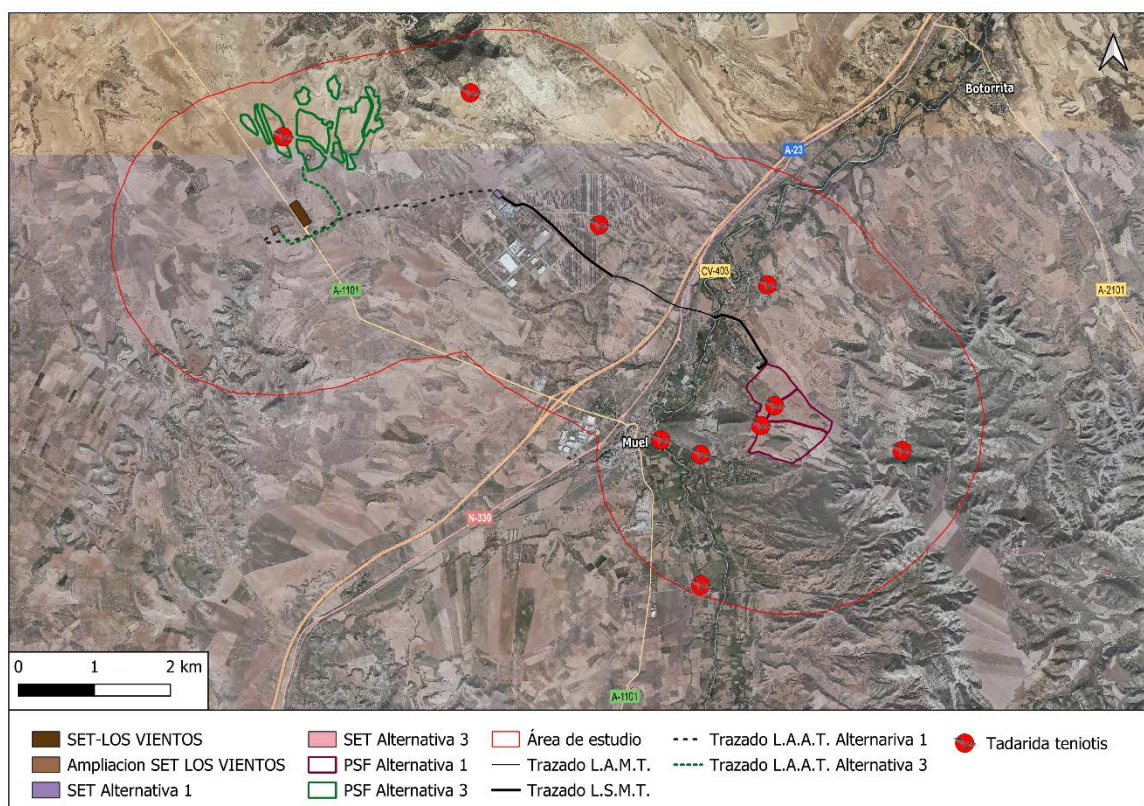 Botorrita
A-23
CV-403
A-1101
A-2101
Muel
N-330
A-1101
0 1 2 km
SET-LOS VIENTOS
Ampliacion SET LOS VIENTOS
SET Alternativa 1
SET Alternativa 3
PSF Alternativa 1
PSF Alternativa 3
Área de estudio
Trazado L.A.M.T.
Trazado L.S.M.T.
Trazado L.A.A.T. Alternariva 1
Trazado L.A.A.T. Alternativa 3
Tadarida teniotis